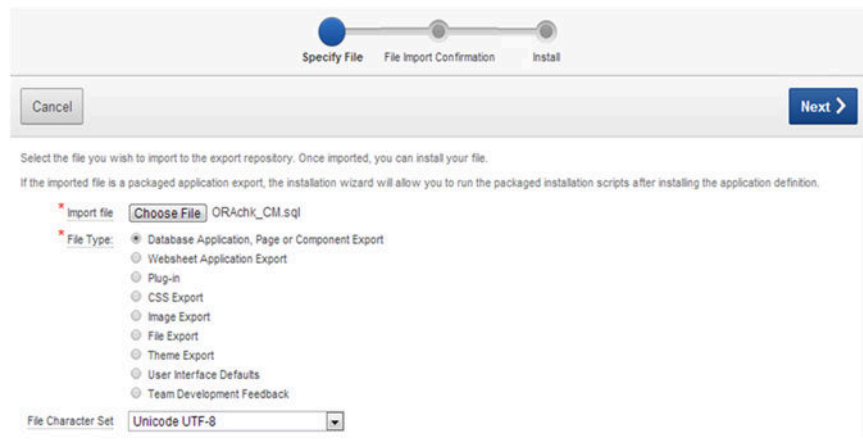 Specify File File Import Confirmation Install
Cancel Next
Select the file you wish to import to the export repository. Once imported, you can install your file.
If the imported file is a packaged application export, the installation wizard will allow you to run the packaged installation scripts after installing the application definition.
* Import file Choose File ORAchk_CM.sql
* File Type: Database Application, Page or Component Export
Websheet Application Export
Plug-in
CSS Export
Image Export
File Export
Theme Export
User Interface Defaults
Team Development Feedback
File Character Set Unicode UTF-8